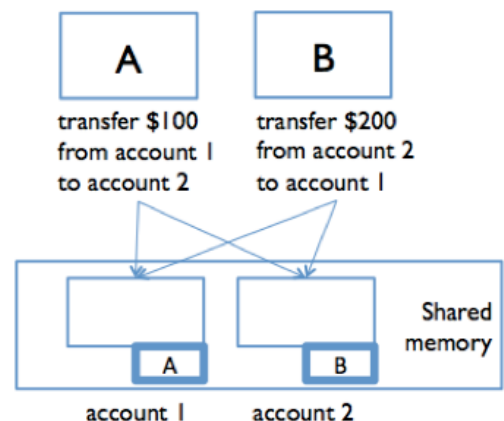 A
B
transfer $100
from account 1
to account 2
transfer $200
from account 2
to account 1
Shared
memory
A
B
account 1
account 2